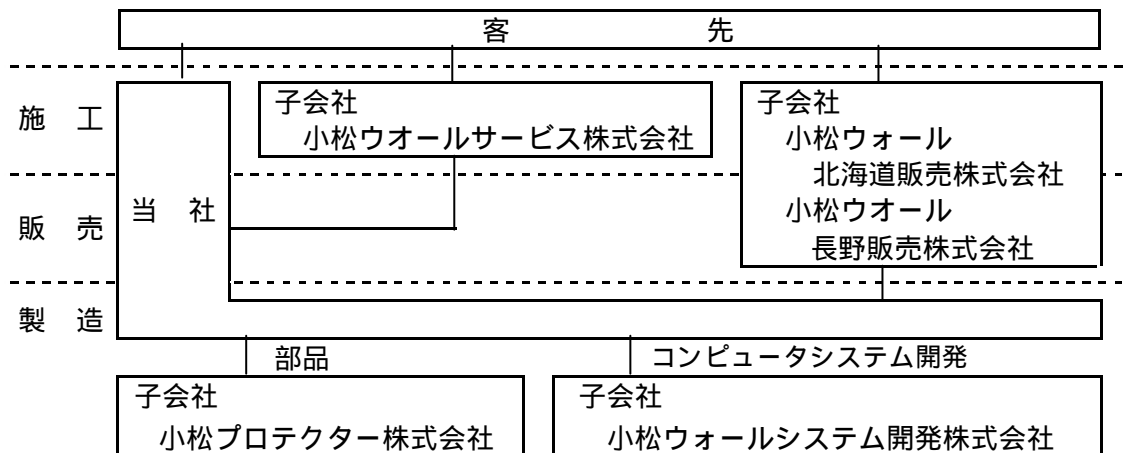 客 先
施 工
当 社
子会社
小松ウオールサービス株式会社
子会社
小松ウォール
北海道販売株式会社
小松ウオール
長野販売株式会社
販 売
製 造
部品
コンピュータシステム開発
子会社
小松プロテクター株式会社
子会社
小松ウォールシステム開発株式会社